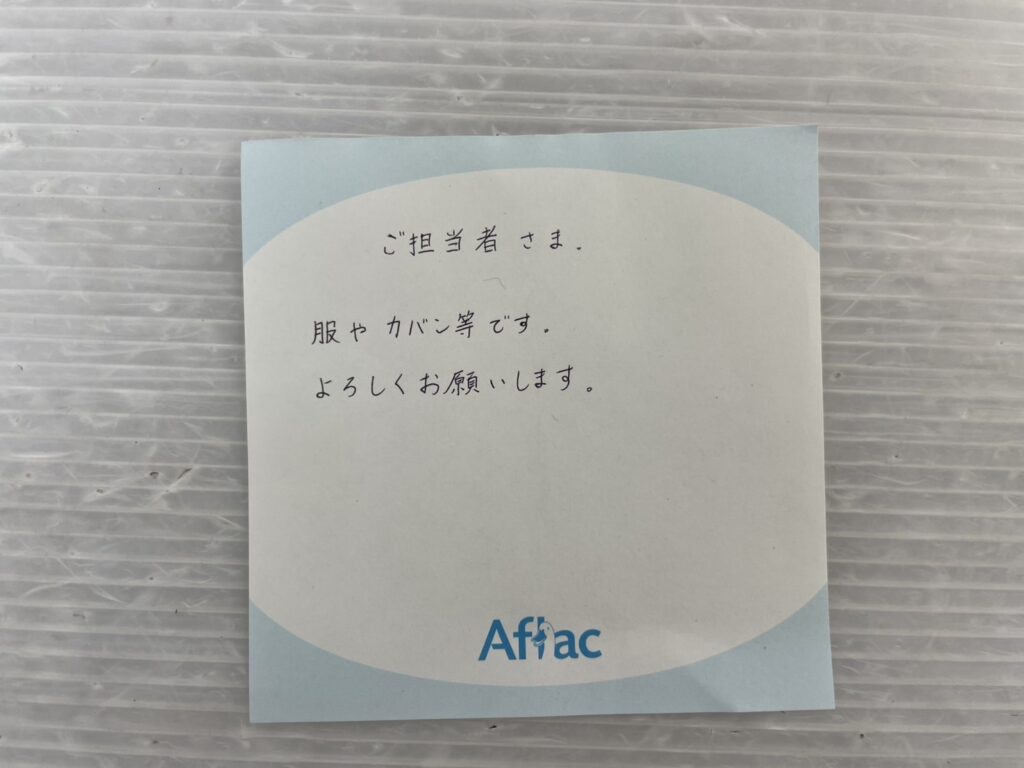 ご担当者さま.
服やカバン等です。
よろしくお願いします。
Aflac